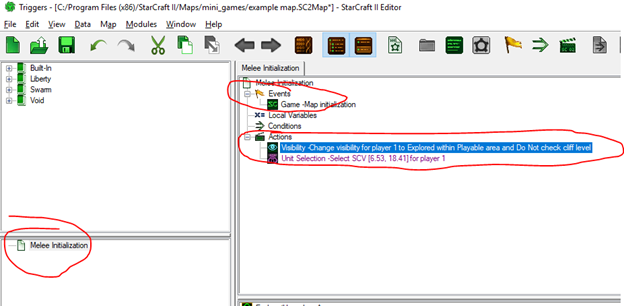 Triggers - [C:/Program Files (x86)/StarCraft II/Maps/mini_games/example map.SC2Map*] - StarCraft II Editor
File Edit View Data Map Modules Window Help
Built-In
Liberty
Swarm
Void
Melee Initialization
Melee Initialization
Melee Initialization
Events
Game -Map initialization
Local Variables
Conditions
Actions
Visibility -Change visibility for player 1 to Explored within Playable area and Do Not check cliff level
Unit Selection -Select SCV [6.53, 18.41] for player 1